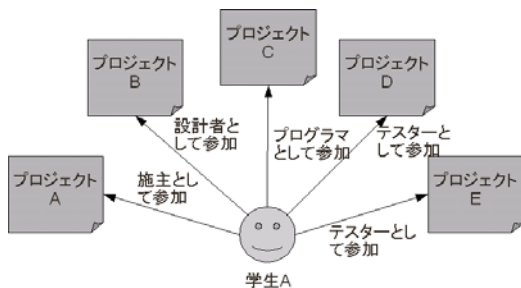 プロジェクト
C
プロジェクト
B
プロジェクト
D
設計者と
して参加
プログラマ
として参加
テスターと
して参加
プロジェクト
A
施主とし
て参加
プロジェクト
E
テスターとし
て参加
学生A